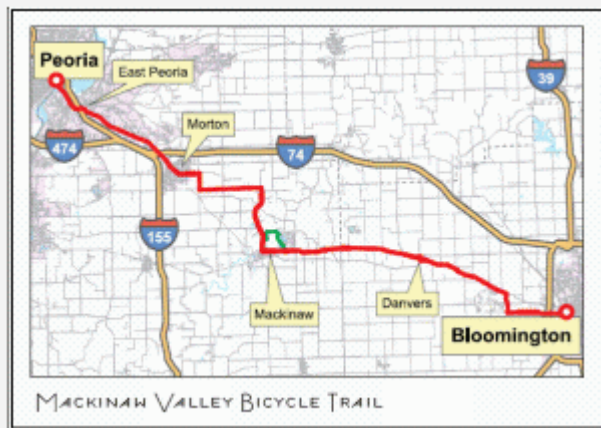 Peoria
East Peoria
39
Morton
474
74
155
Mackinaw
Danvers
Bloomington
MACKINAW VALLEY BICYCLE TRAIL